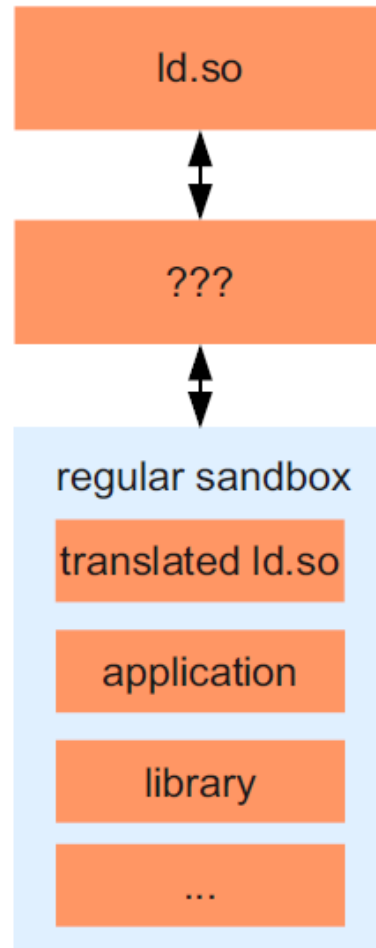 ld.so
???
regular sandbox
translated ld.so
application
library
...